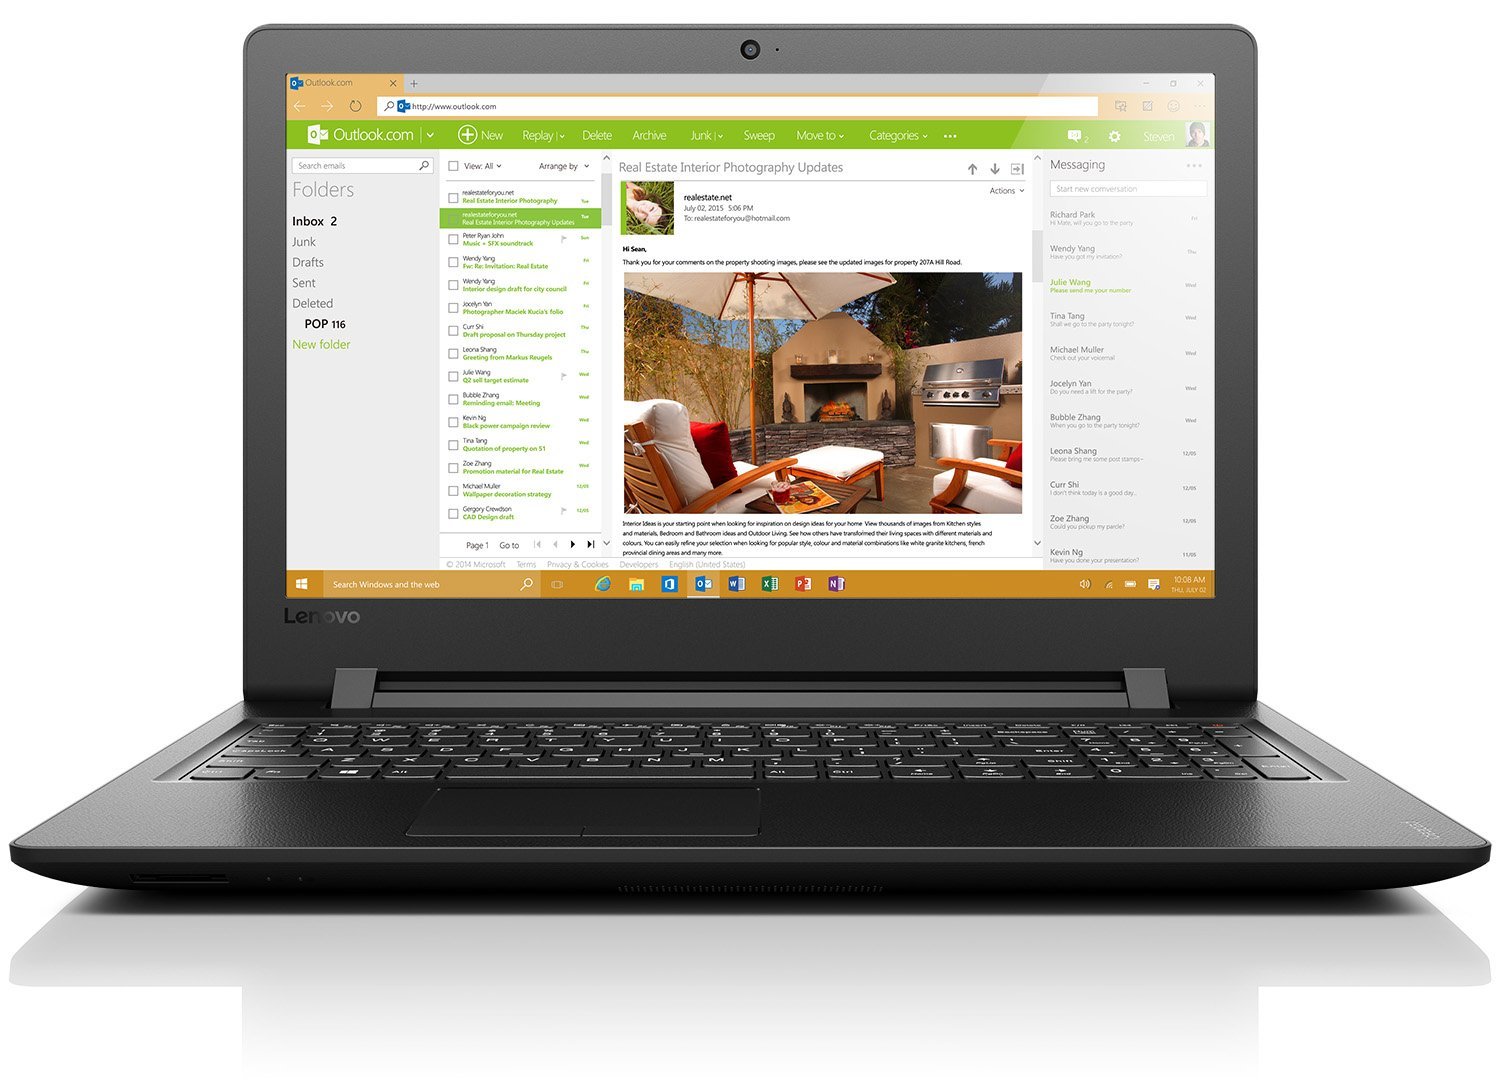 Outlook.com
http://www.outlook.com
Outlook.com
New
Replay
Delete
Archive
Junk
Sweep
Move to
Categories
2
Steven
Search emails
Folders
Inbox 2
Junk
Drafts
Sent
Deleted
POP 116
New folder
View: All
Arrange by
realestateforyou.net
Real Estate Interior Photography
Tue
realestateforyou.net
Real Estate Interior Photography Updates
Tue
Peter Ryan John
Music + SFX soundtrack
Sun
Wendy Yang
Fw: Re: Invitation: Real Estate
Fri
Wendy Yang
Interior design draft for city council
Fri
Jocelyn Yan
Photographer Maciek Kucia's folio
Fri
Curr Shi
Draft proposal on Thursday project
Thu
Leona Shang
Greeting from Markus Reugels
Thu
Julie Wang
Q2 sell target estimate
Wed
Bubble Zhang
Reminding email: Meeting
Wed
Kevin Ng
Black power campaign review
Wed
Tina Tang
Quotation of property on 51
Wed
Zoe Zhang
Promotion material for Real Estate
Wed
Michael Muller
Wallpaper decoration strategy
12/05
Gergory Crewdson
CAD Design draft
12/05
Page 1 Go to
Real Estate Interior Photography Updates
Actions
realestate.net
July 02, 2015 5:06 PM
To: realestateforyou@hotmail.com
Hi Sean,
Thank you for your comments on the property shooting images, please see the updated images for property 207A Hill Road.
Interior Ideas is your starting point when looking for inspiration on design ideas for your home View thousands of images from Kitchen styles
and materials, Bedroom and Bathroom ideas and Outdoor Living. See how others have transformed their living spaces with different materials and
colours. You can easily refine your selection when looking for popular style, colour and material combinations like white granite kitchens, french
provincial dining areas and many more.
Messaging
Start new comversation
Richard Park
Hi Mate, will you go to the party
Fri
Wendy Yang
Have you got my invitation?
Thu
Julie Wang
Please send me your number
Wed
Tina Tang
Shall we go to the party tonight?
Wed
Michael Muller
Check out your voicemail
Wed
Jocelyn Yan
Do you need a lift for the party?
Wed
Bubble Zhang
When you go to the party tonight?
Wed
Leona Shang
Please bring me some post stamps~
12/05
Curr Shi
I don't think today is a good day..
12/05
Zoe Zhang
Could you pickup my parcle?
12/05
Kevin Ng
Have you done your presentation?
11/05
© 2014 Microsoft Terms Privacy & Cookies Developers English (United States)
Search Windows and the web
10:08 AM
THU, JULY 02
Lenovo
Backspace
Tab Q W E R T Y U I O P
CapsLock A S D F G H J K L Enter
Shift Z X C V B N M Shift
Ctrl Fn Alt Alt Ctrl Home PgDn End
ideapad